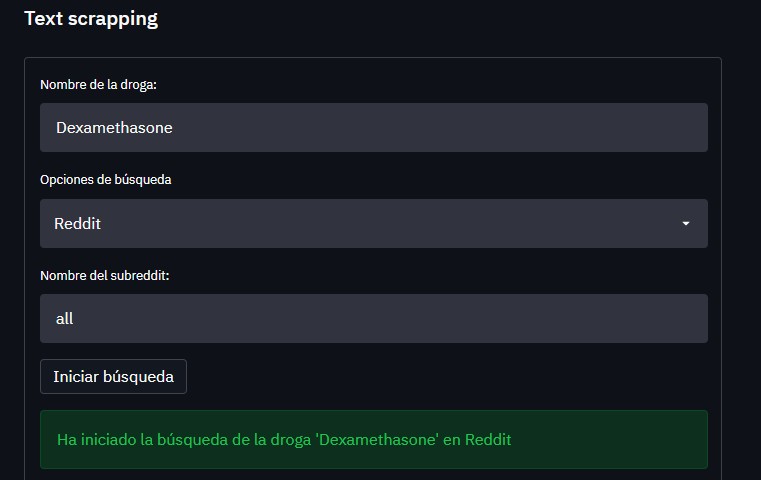 Text scrapping
Nombre de la droga:
Dexamethasone
Opciones de búsqueda
Reddit
Nombre del subreddit:
all
Iniciar búsqueda
Ha iniciado la búsqueda de la droga 'Dexamethasone' en Reddit